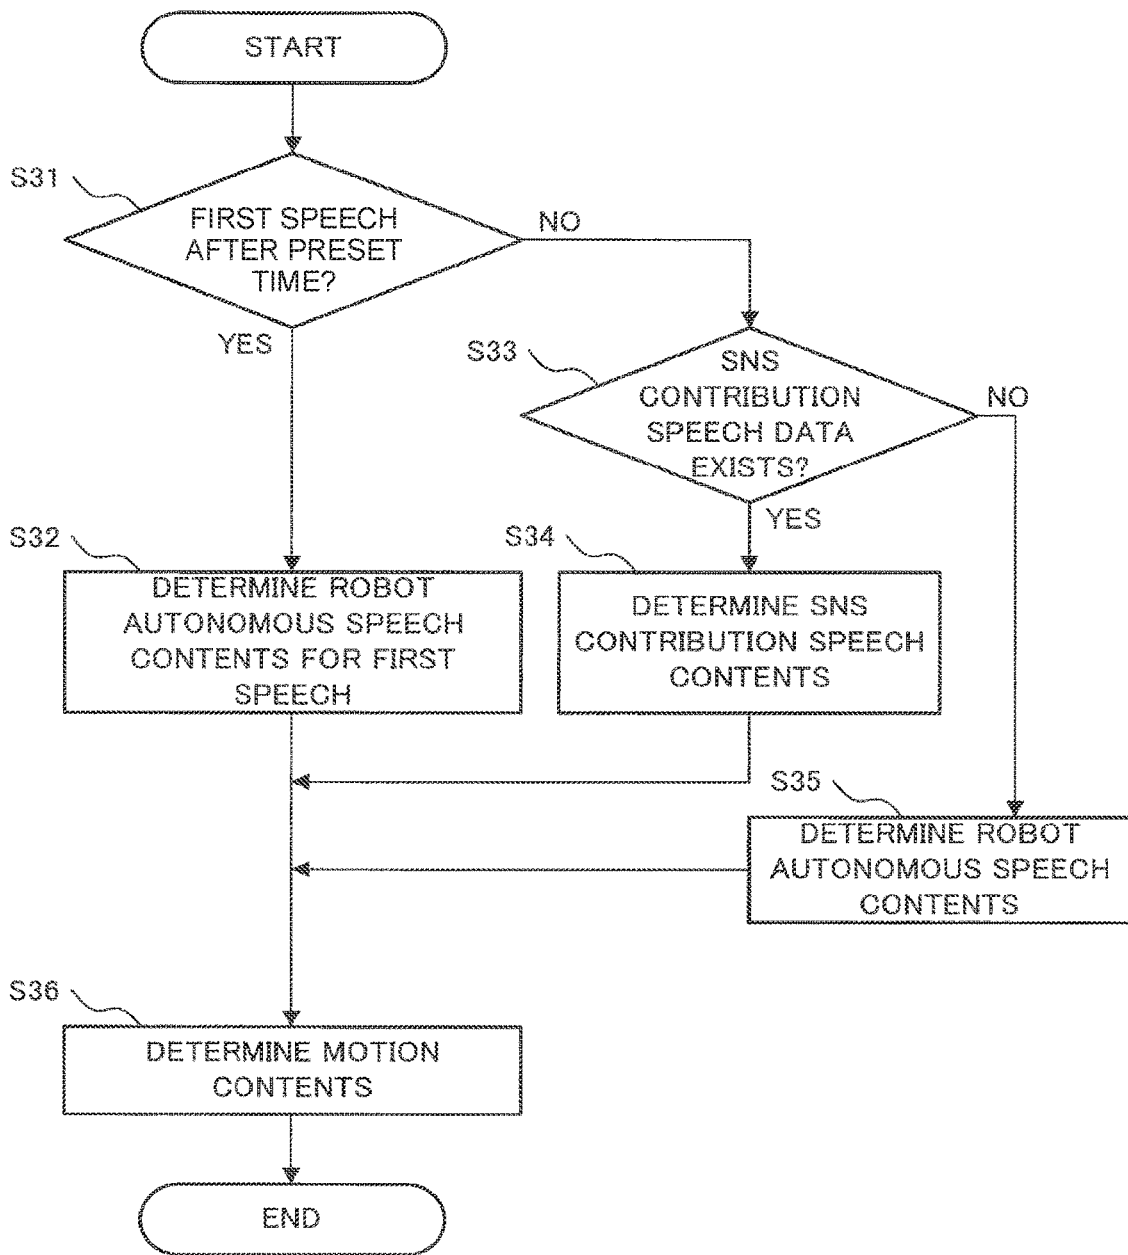 START
S31
FIRST SPEECH
AFTER PRESET
TIME?
NO
YES
S33
SNS
CONTRIBUTION
SPEECH DATA
EXISTS?
NO
YES
S32
DETERMINE ROBOT
AUTONOMOUS SPEECH
CONTENTS FOR FIRST
SPEECH
S34
DETERMINE SNS
CONTRIBUTION SPEECH
CONTENTS
S35
DETERMINE ROBOT
AUTONOMOUS SPEECH
CONTENTS
S36
DETERMINE MOTION
CONTENTS
END